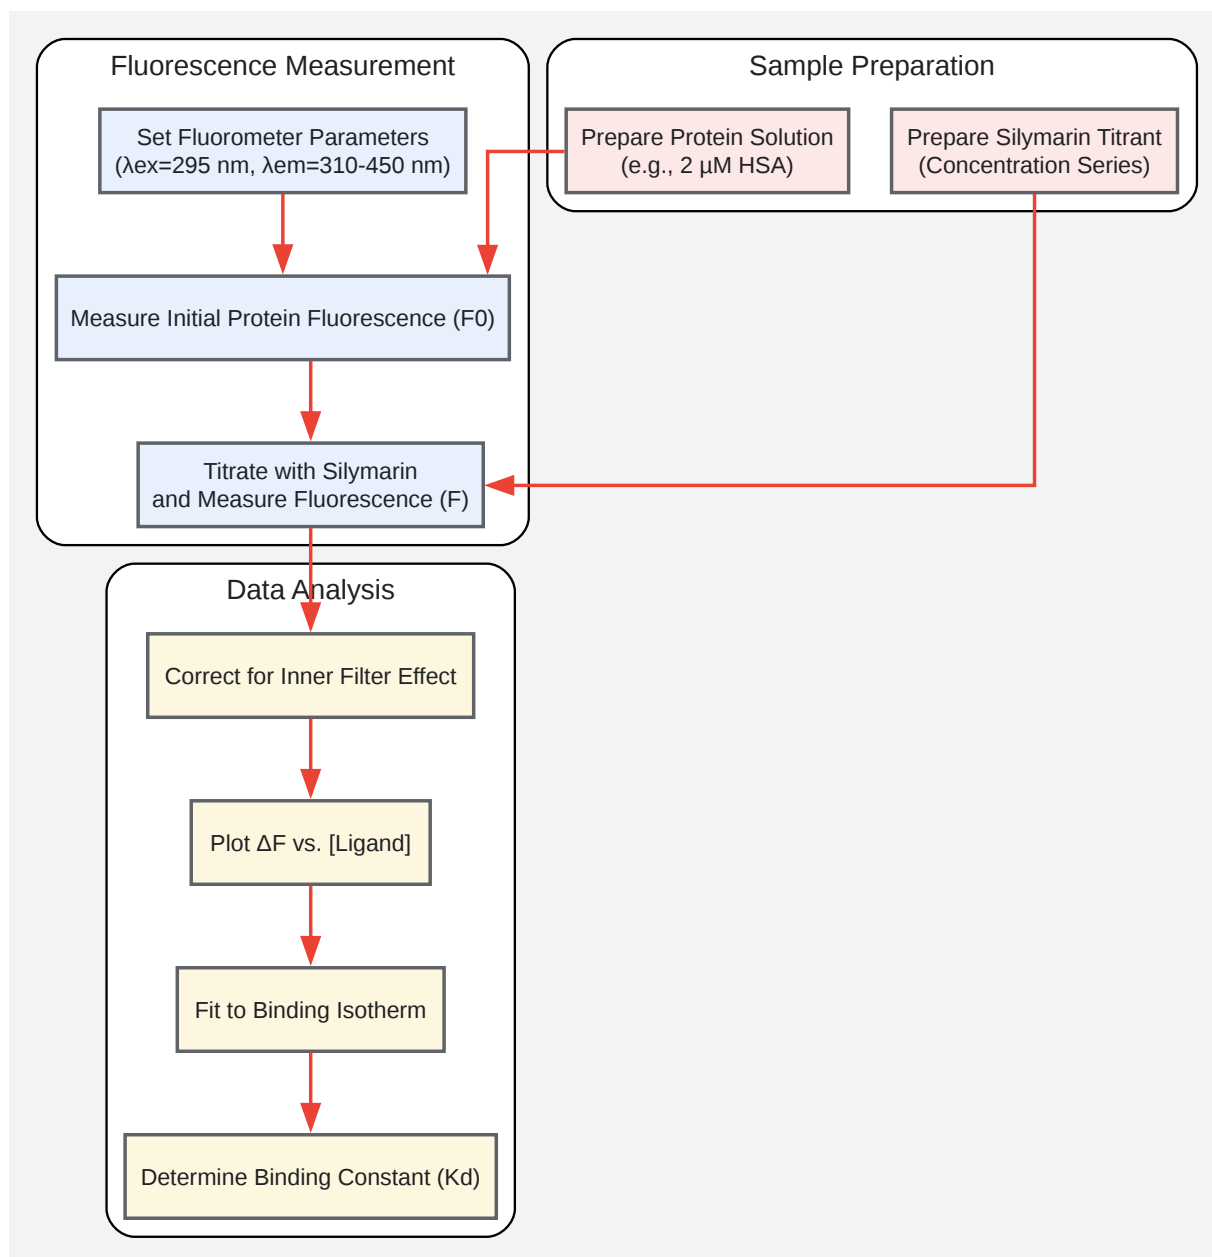 Fluorescence Measurement
Set Fluorometer Parameters
(λex=295 nm, λem=310-450 nm)
Measure Initial Protein Fluorescence (F0)
Titrate with Silymarin
and Measure Fluorescence (F)
Sample Preparation
Prepare Protein Solution
(e.g., 2 µM HSA)
Prepare Silymarin Titrant
(Concentration Series)
Data Analysis
Correct for Inner Filter Effect
Plot ΔF vs. [Ligand]
Fit to Binding Isotherm
Determine Binding Constant (Kd)